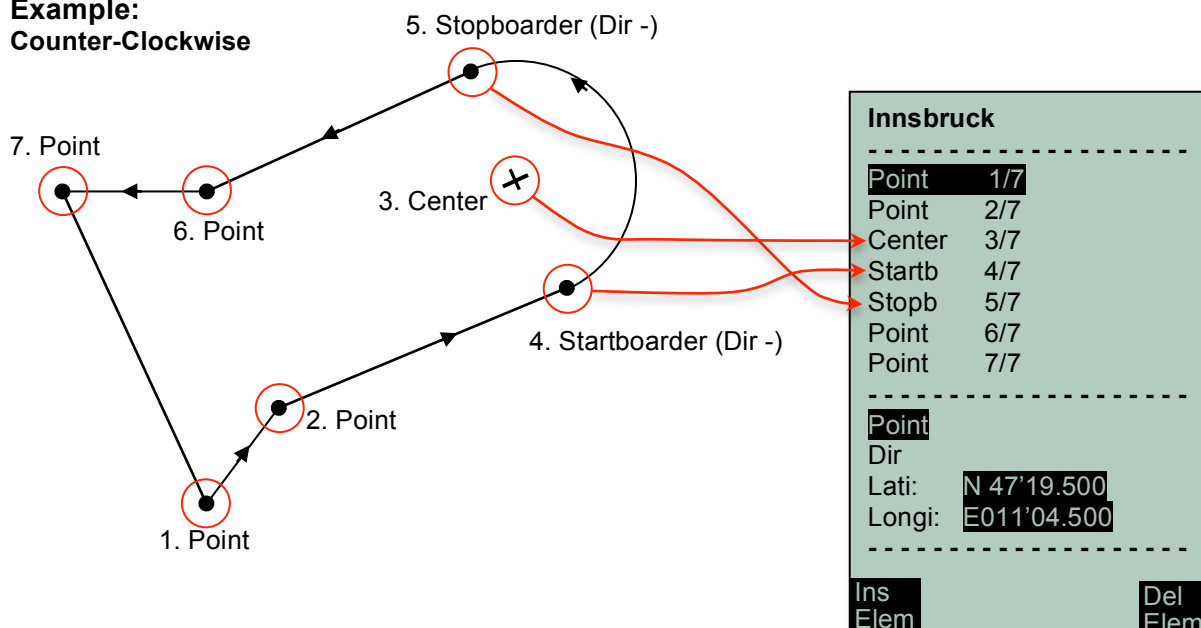 Example:
Counter-Clockwise
5. Stopboarder (Dir -)
7. Point
6. Point
3. Center
4. Startboarder (Dir -)
2. Point
1. Point
Innsbruck
- - - - - - - - - - - - - - - - - - -
Point 1/7
Point 2/7
Center 3/7
Startb 4/7
Stopb 5/7
Point 6/7
Point 7/7
- - - - - - - - - - - - - - - - - - -
Point
Dir
Lati: N 47'19.500
Longi: E011'04.500
- - - - - - - - - - - - - - - - - - -
Ins Del
Elem Elem